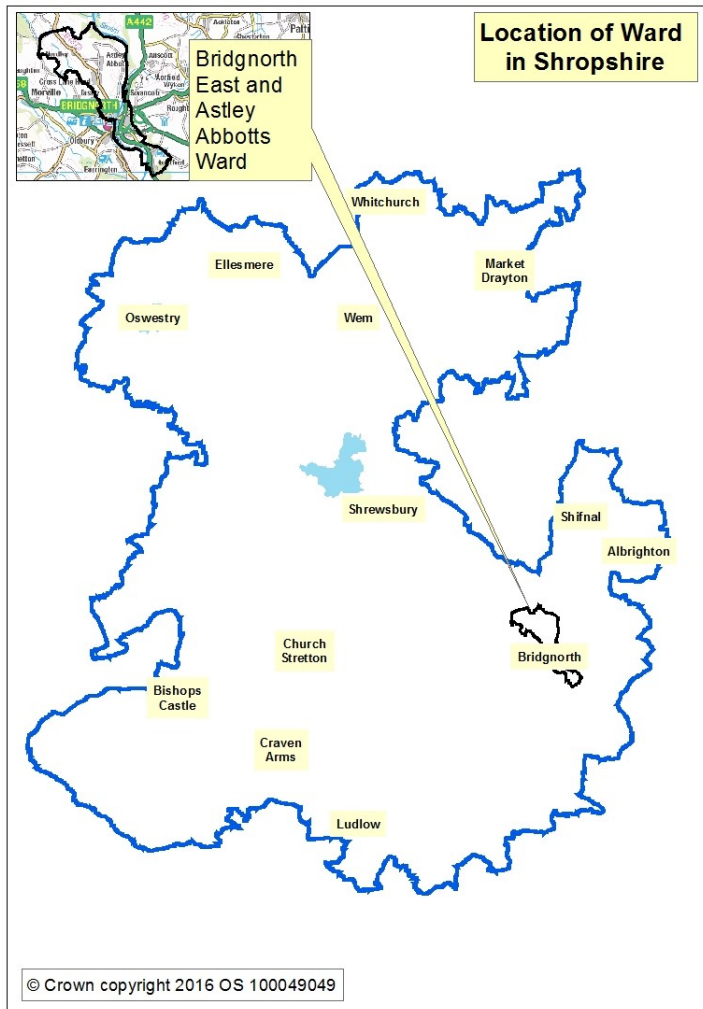 Location of Ward
in Shropshire
Bridgnorth
East and
Astley
Abbotts
Ward
A442
Morville
BRIDGNORTH
Oldbury
Whitchurch
Ellesmere
Market
Drayton
Oswestry
Wem
Shrewsbury
Shifnal
Albrighton
Church
Stretton
Bridgnorth
Bishops
Castle
Craven
Arms
Ludlow
© Crown copyright 2016 OS 100049049